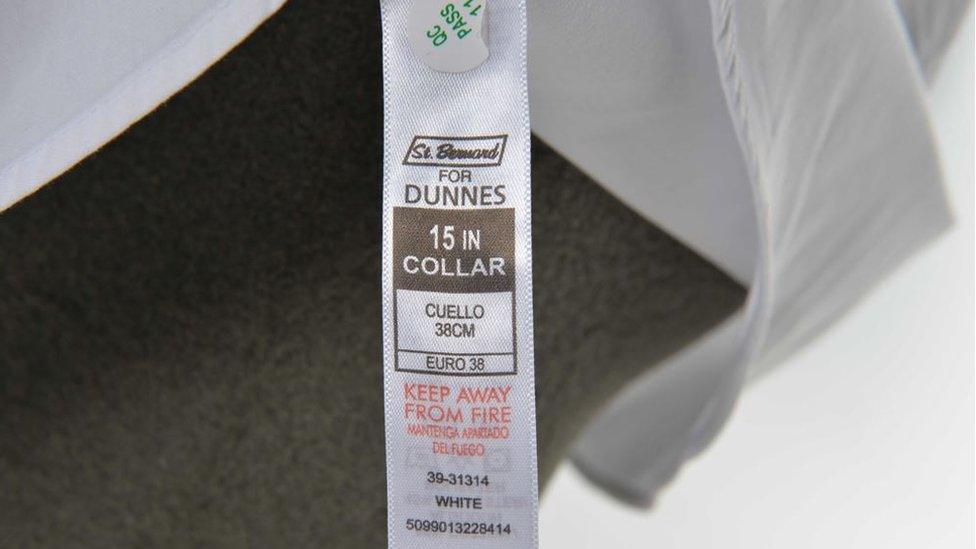 QC
PASS
11
St. Bernard
FOR
DUNNES
15 IN
COLLAR
CUELLO
38CM
EURO 38
KEEP AWAY
FROM FIRE
MANTENGA APARTADO
DEL FUEGO
39-31314
WHITE
5099013228414